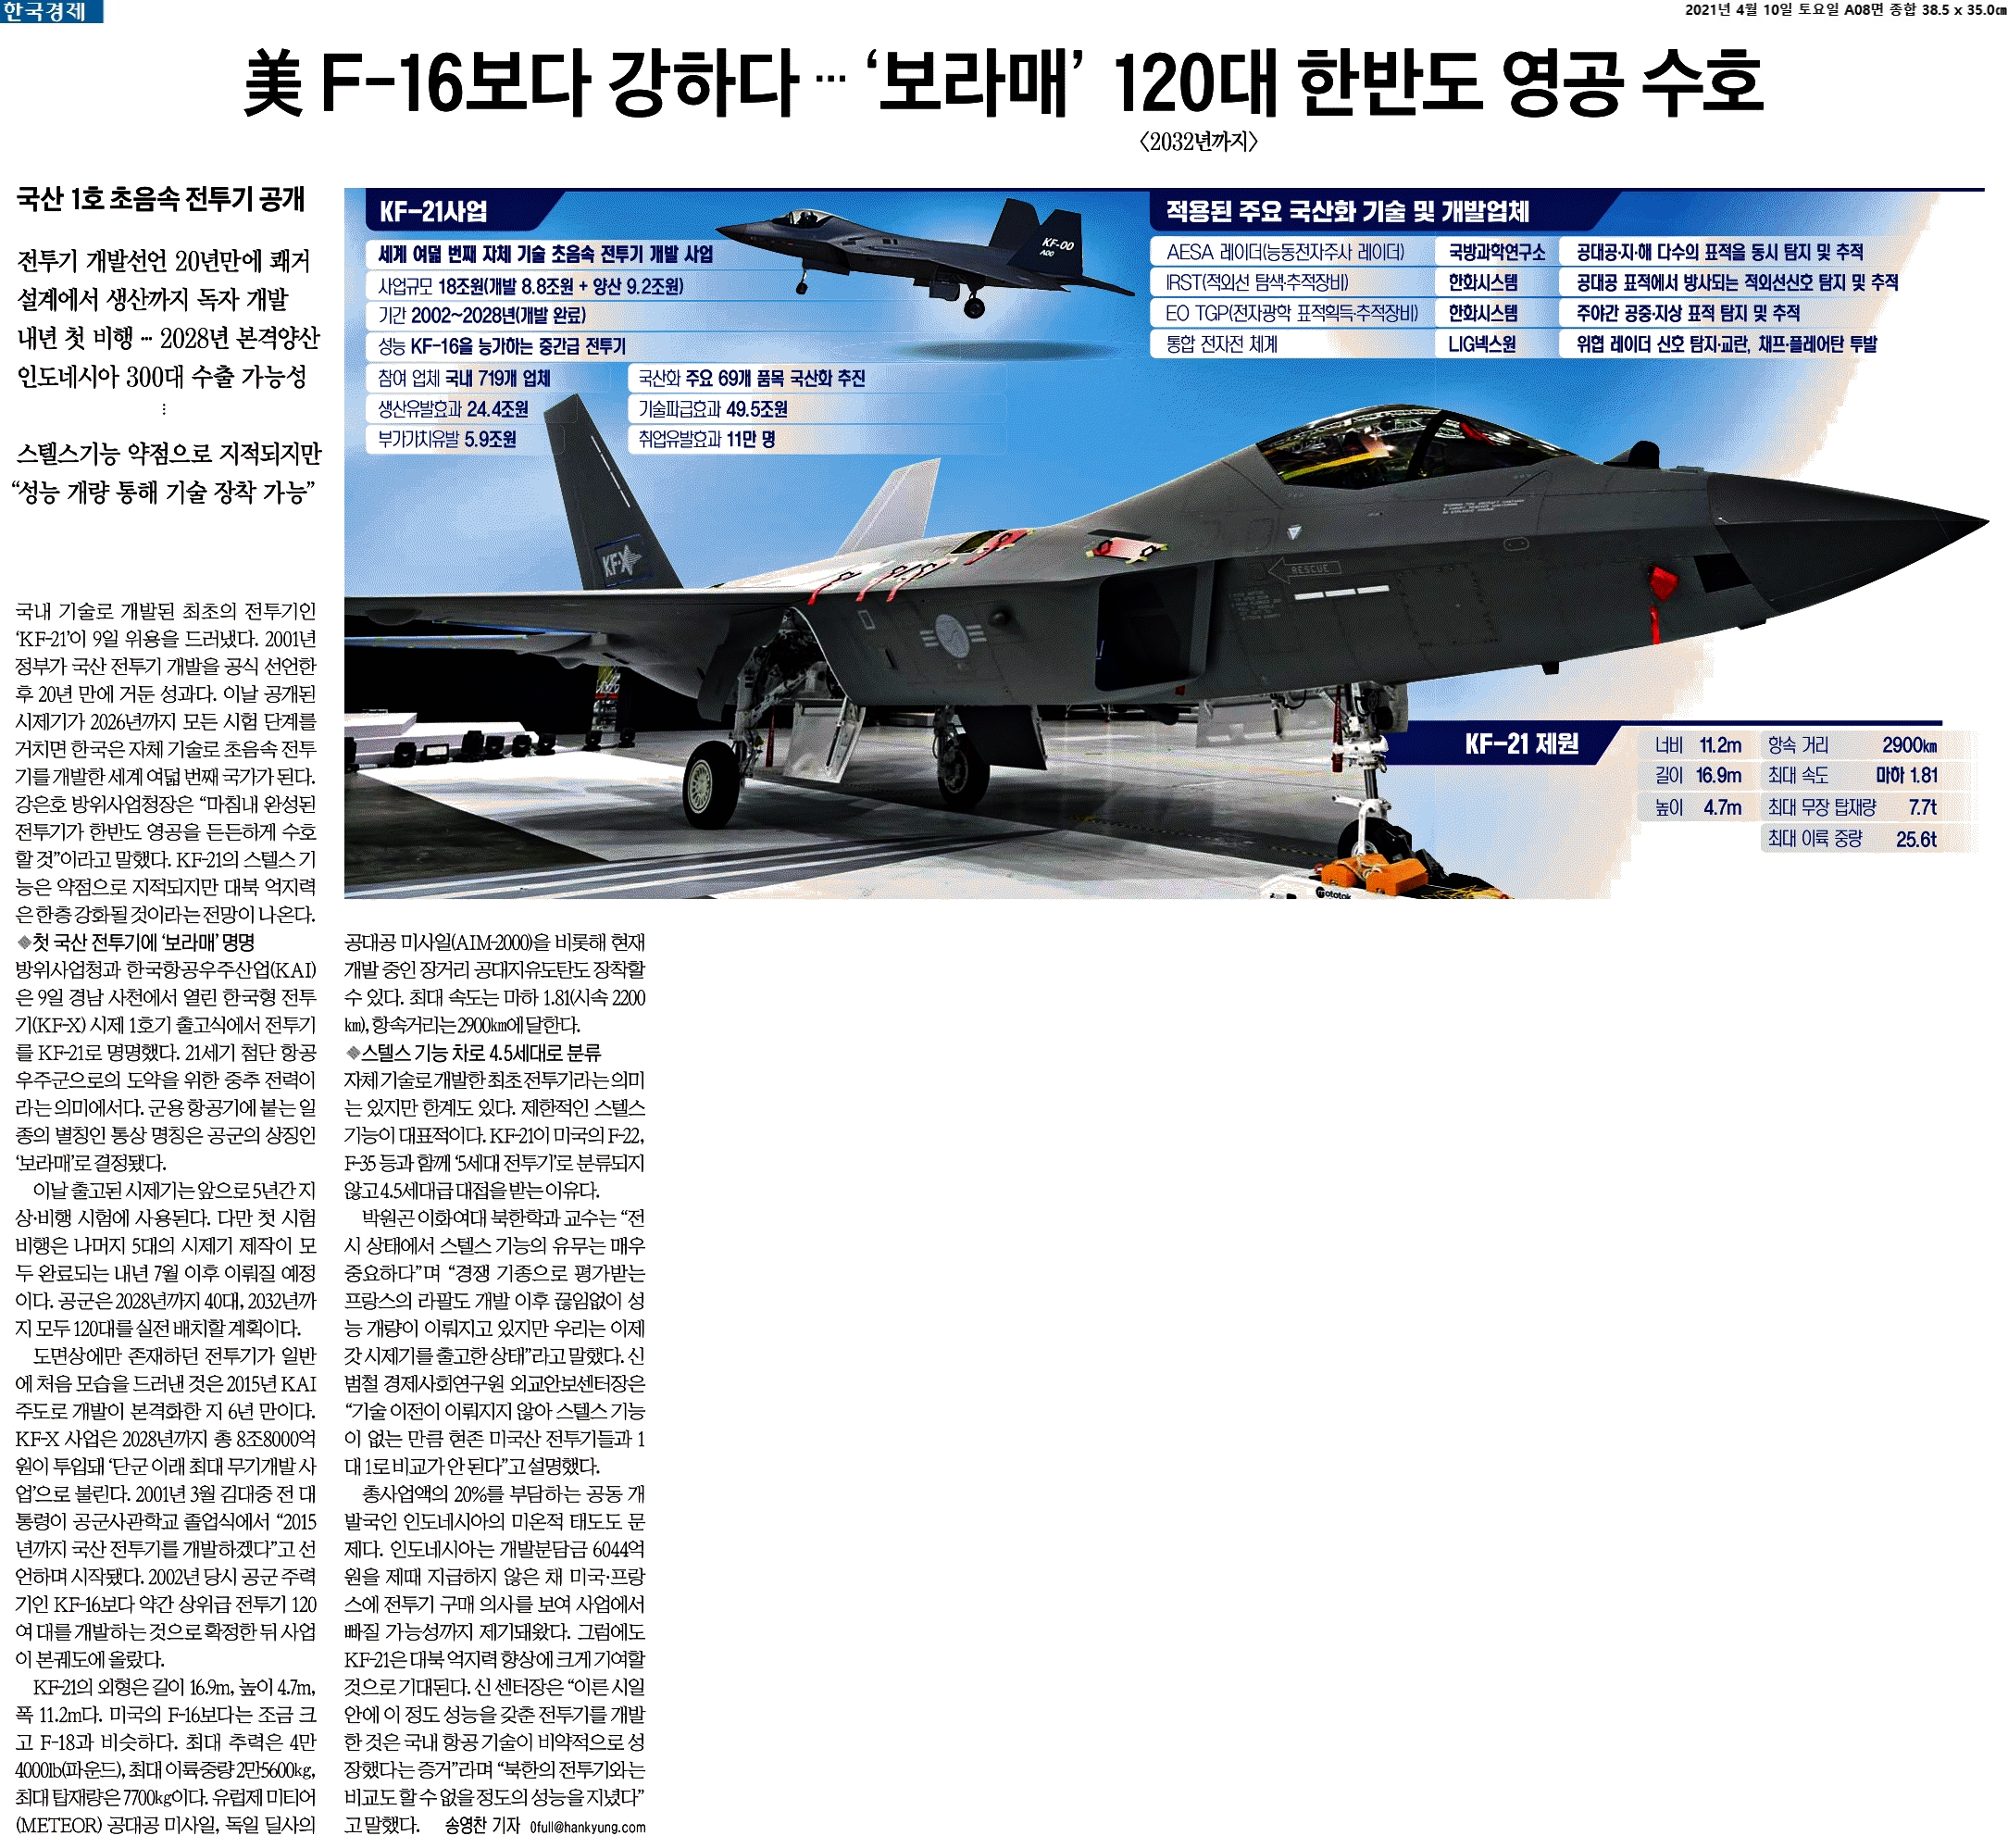 한국경제
2021년 4월 10일 토요일 A08면 종합 38.5 x 35.0㎝
美 F-16보다 강하다… ‘보라매’ 120대 한반도 영공 수호
〈2032년까지〉
국산 1호 초음속 전투기 공개
전투기 개발선언 20년만에 쾌거
설계에서 생산까지 독자 개발
내년 첫 비행… 2028년 본격양산
인도네시아 300대 수출 가능성
…
스텔스기능 약점으로 지적되지만
“성능 개량 통해 기술 장착 가능”
KF-21사업
세계 여덟 번째 자체 기술 초음속 전투기 개발 사업
사업규모 18조원(개발 8.8조원 + 양산 9.2조원)
기간 2002~2028년(개발 완료)
성능 KF-16을 능가하는 중간급 전투기
참여 업체 국내 719개 업체
국산화 주요 69개 품목 국산화 추진
생산유발효과 24.4조원
기술파급효과 49.5조원
부가가치유발 5.9조원
취업유발효과 11만 명
KF-00
A00
적용된 주요 국산화 기술 및 개발업체
AESA 레이더(능동전자주사 레이더) 국방과학연구소 공대공·지·해 다수의 표적을 동시 탐지 및 추적
IRST(적외선 탐색·추적장비) 한화시스템 공대공 표적에서 방사되는 적외선신호 탐지 및 추적
EO TGP(전자광학 표적획득·추적장비) 한화시스템 주야간 공중·지상 표적 탐지 및 추적
통합 전자전 체계 LIG넥스원 위협 레이더 신호 탐지·교란, 채프·플레어탄 투발
KF-X
RESCUE
mototok
KF-21 제원
너비 11.2m 항속 거리 2900㎞
길이 16.9m 최대 속도 마하 1.81
높이 4.7m 최대 무장 탑재량 7.7t
최대 이륙 중량 25.6t
국내 기술로 개발된 최초의 전투기인
‘KF-21’이 9일 위용을 드러냈다. 2001년
정부가 국산 전투기 개발을 공식 선언한
후 20년 만에 거둔 성과다. 이날 공개된
시제기가 2026년까지 모든 시험 단계를
거치면 한국은 자체 기술로 초음속 전투
기를 개발한 세계 여덟 번째 국가가 된다.
강은호 방위사업청장은 “마침내 완성된
전투기가 한반도 영공을 든든하게 수호
할 것”이라고 말했다. KF-21의 스텔스 기
능은 약점으로 지적되지만 대북 억지력
은 한층 강화될 것이라는 전망이 나온다.
◆첫 국산 전투기에 ‘보라매’ 명명
방위사업청과 한국항공우주산업(KAI)
은 9일 경남 사천에서 열린 한국형 전투
기(KF-X) 시제 1호기 출고식에서 전투기
를 KF-21로 명명했다. 21세기 첨단 항공
우주군으로의 도약을 위한 중추 전력이
라는 의미에서다. 군용 항공기에 붙는 일
종의 별칭인 통상 명칭은 공군의 상징인
‘보라매’로 결정됐다.
이날 출고된 시제기는 앞으로 5년간 지
상·비행 시험에 사용된다. 다만 첫 시험
비행은 나머지 5대의 시제기 제작이 모
두 완료되는 내년 7월 이후 이뤄질 예정
이다. 공군은 2028년까지 40대, 2032년까
지 모두 120대를 실전 배치할 계획이다.
도면상에만 존재하던 전투기가 일반
에 처음 모습을 드러낸 것은 2015년 KAI
주도로 개발이 본격화한 지 6년 만이다.
KF-X 사업은 2028년까지 총 8조8000억
원이 투입돼 ‘단군 이래 최대 무기개발 사
업’으로 불린다. 2001년 3월 김대중 전 대
통령이 공군사관학교 졸업식에서 “2015
년까지 국산 전투기를 개발하겠다”고 선
언하며 시작됐다. 2002년 당시 공군 주력
기인 KF-16보다 약간 상위급 전투기 120
여 대를 개발하는 것으로 확정한 뒤 사업
이 본궤도에 올랐다.
KF-21의 외형은 길이 16.9m, 높이 4.7m,
폭 11.2m다. 미국의 F-16보다는 조금 크
고 F-18과 비슷하다. 최대 추력은 4만
4000lb(파운드), 최대 이륙중량 2만5600kg,
최대 탑재량은 7700kg이다. 유럽제 미티어
(METEOR) 공대공 미사일, 독일 딜사의
공대공 미사일(AIM-2000)을 비롯해 현재
개발 중인 장거리 공대지유도탄도 장착할
수 있다. 최대 속도는 마하 1.81(시속 2200
㎞), 항속거리는 2900㎞에 달한다.
◆스텔스 기능 차로 4.5세대로 분류
자체 기술로 개발한 최초 전투기라는 의미
는 있지만 한계도 있다. 제한적인 스텔스
기능이 대표적이다. KF-21이 미국의 F-22,
F-35 등과 함께 ‘5세대 전투기’로 분류되지
않고 4.5세대급 대접을 받는 이유다.
박원곤 이화여대 북한학과 교수는 “전
시 상태에서 스텔스 기능의 유무는 매우
중요하다”며 “경쟁 기종으로 평가받는
프랑스의 라팔도 개발 이후 끊임없이 성
능 개량이 이뤄지고 있지만 우리는 이제
갓 시제기를 출고한 상태”라고 말했다. 신
범철 경제사회연구원 외교안보센터장은
“기술 이전이 이뤄지지 않아 스텔스 기능
이 없는 만큼 현존 미국산 전투기들과 1
대 1로 비교가 안 된다”고 설명했다.
총사업액의 20%를 부담하는 공동 개
발국인 인도네시아의 미온적 태도도 문
제다. 인도네시아는 개발분담금 6044억
원을 제때 지급하지 않은 채 미국·프랑
스에 전투기 구매 의사를 보여 사업에서
빠질 가능성까지 제기돼왔다. 그럼에도
KF-21은 대북 억지력 향상에 크게 기여할
것으로 기대된다. 신 센터장은 “이른 시일
안에 이 정도 성능을 갖춘 전투기를 개발
한 것은 국내 항공 기술이 비약적으로 성
장했다는 증거”라며 “북한의 전투기와는
비교도 할 수 없을 정도의 성능을 지녔다”
고 말했다. 송영찬 기자 0full@hankyung.com